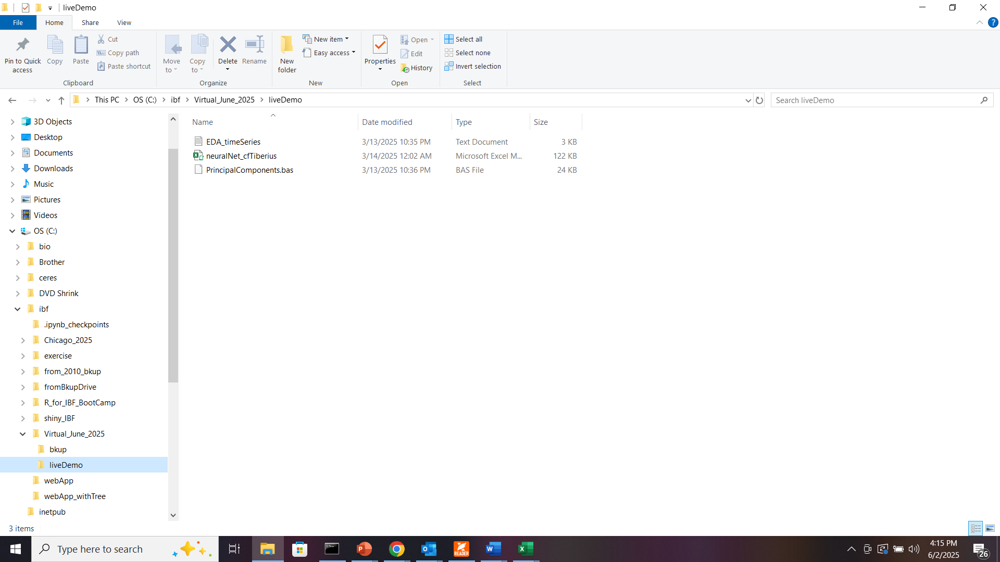 liveDemo
File Home Share View
Pin to Quick access
Copy
Paste
Cut
Copy path
Paste shortcut
Clipboard
Move to
Copy to
Delete
Rename
Organize
New folder
New item
Easy access
New
Properties
Open
Edit
History
Open
Select all
Select none
Invert selection
Select
This PC OS (C:) ibf Virtual_June_2025 liveDemo
Search liveDemo
3D Objects
Desktop
Documents
Downloads
Music
Pictures
Videos
OS (C:)
bio
Brother
ceres
DVD Shrink
ibf
.ipynb_checkpoints
Chicago_2025
exercise
from_2010_bkup
fromBkupDrive
R_for_IBF_BootCamp
shiny_IBF
Virtual_June_2025
bkup
liveDemo
webApp
webApp_withTree
inetpub
Name Date modified Type Size
EDA_timeSeries 3/13/2025 10:35 PM Text Document 3 KB
neuralNet_cfTiberius 3/14/2025 12:02 AM Microsoft Excel M... 122 KB
PrincipalComponents.bas 3/13/2025 10:36 PM BAS File 24 KB
3 items
Type here to search
READER
4:15 PM
6/2/2025
26